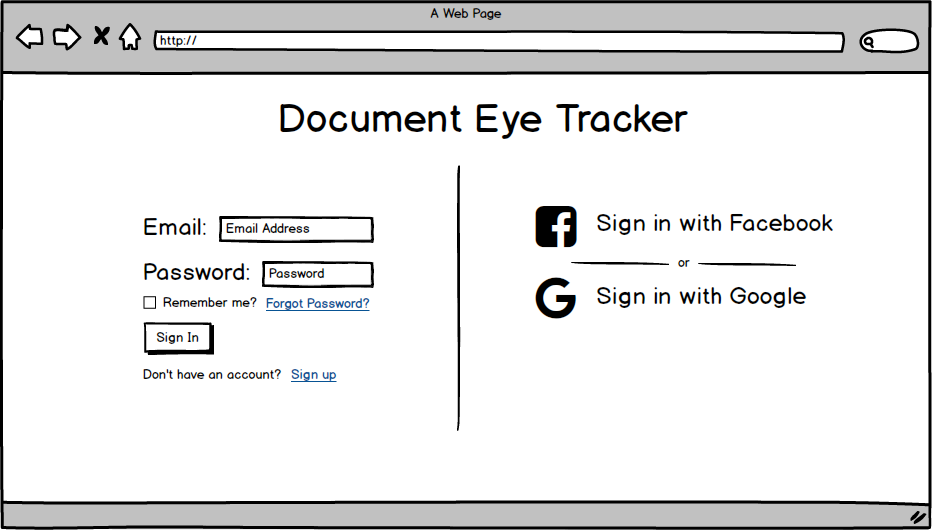 A Web Page
http://
Document Eye Tracker
Email: Email Address
Password: Password
Remember me? Forgot Password?
Sign In
Don't have an account? Sign up
Sign in with Facebook
or
Sign in with Google